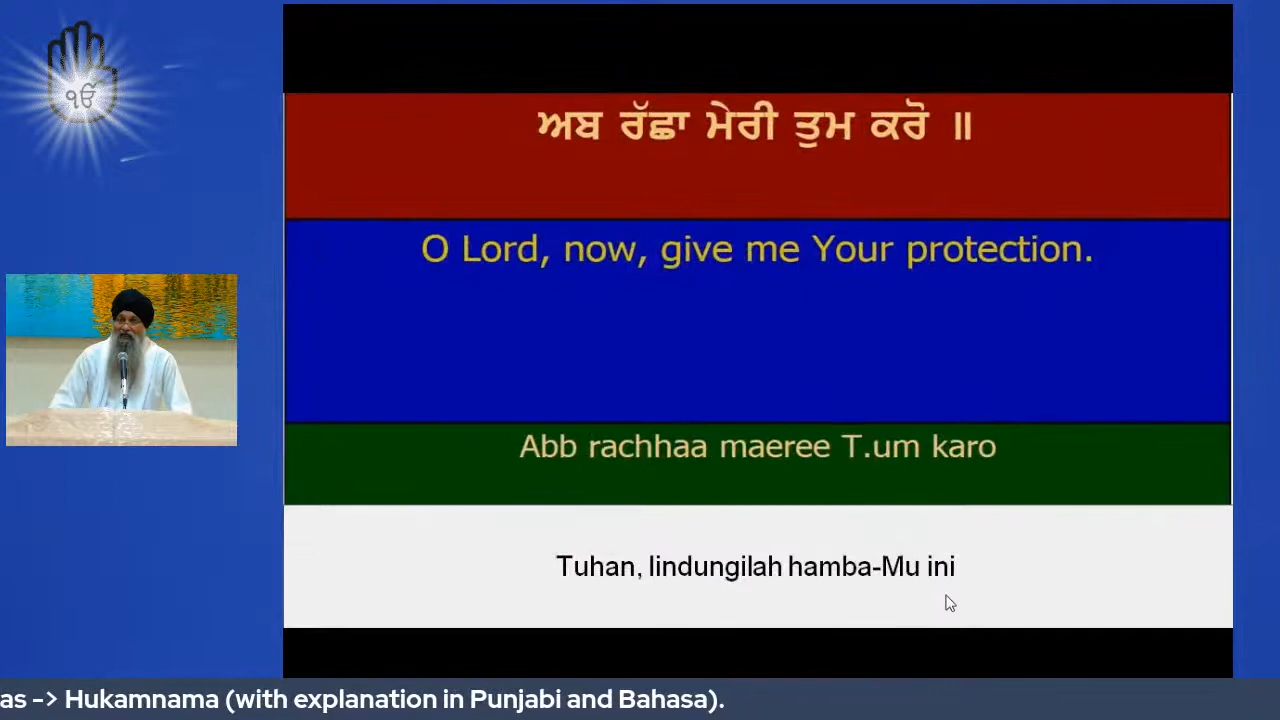 ੴ
ਅਬ ਰੱਛਾ ਮੇਰੀ ਤੁਮ ਕਰੋ ॥
O Lord, now, give me Your protection.
Abb rachhaa maeree T.um karo
Tuhan, lindungilah hamba-Mu ini
as -> Hukamnama (with explanation in Punjabi and Bahasa).